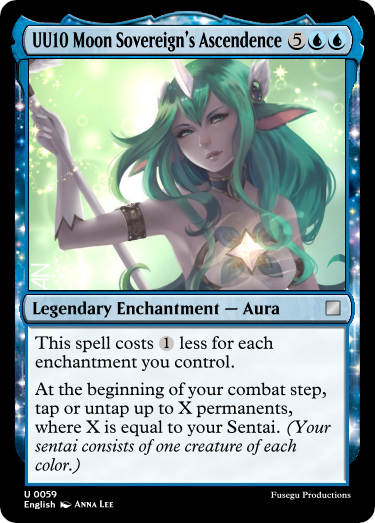 UU10 Moon Sovereign's Ascendence 5
Legendary Enchantment — Aura
This spell costs 1 less for each
enchantment you control.
At the beginning of your combat step,
tap or untap up to X permanents,
where X is equal to your Sentai. (Your
sentai consists of one creature of each
color.)
U 0059
English Anna Lee
Fusegu Productions